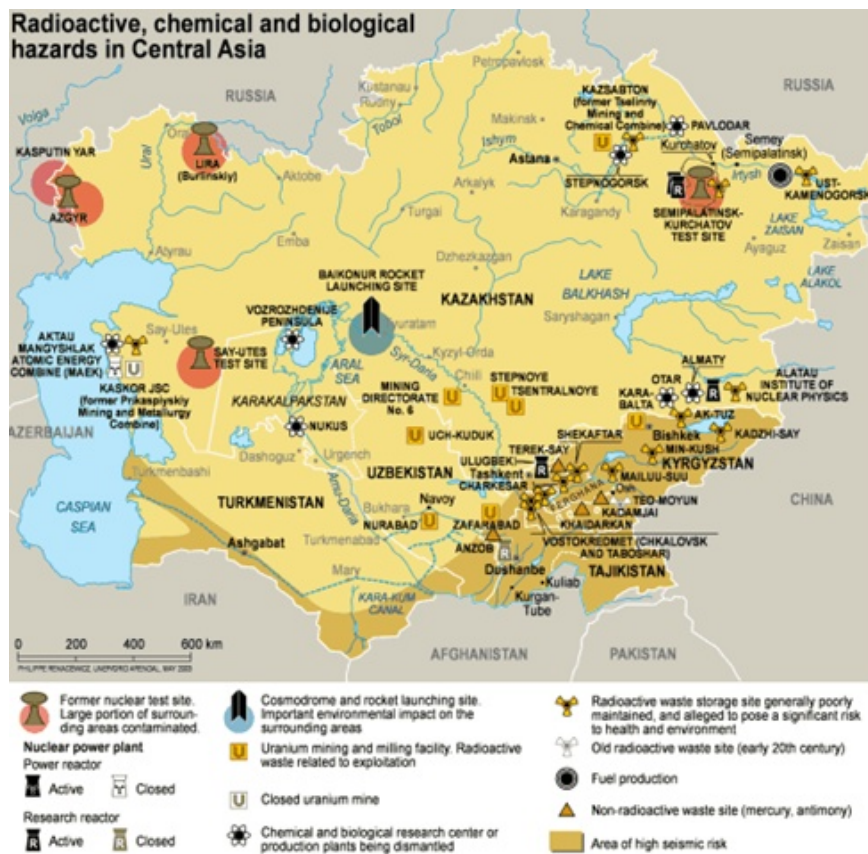 Radioactive, chemical and biological
hazards in Central Asia
RUSSIA
RUSSIA
Volga
Ural
Petropavlosk
Kustanau
Rudny
Tobol
Makinsk
Ishym
KAZSABTON
(former Tselinny
Mining and
Chemical Combine)
PAVLODAR
Kurchatov
Semey
(Semipalatinsk)
Irtysh
Astana
STEPNOGORSK
UST-
KAMENOGORSK
KASPUTIN YAR
AZGYR
LIRA
(Burlinskiy)
Aktobe
Arkalyk
Turgai
Karagandy
SEMIPALATINSK-
KURCHATOV
TEST SITE
LAKE
ZAISAN
Zaisan
Ayaguz
Atyrau
Emba
Dzhezkazgan
BAIKONUR ROCKET
LAUNCHING SITE
KAZAKHSTAN
LAKE
BALKHASH
LAKE
ALAKOL
Saryshagan
VOZROZHOENIJE
PENINSULA
AKTAU
MANGYSHLAK
ATOMIC ENERGY
COMBINE (MAEK)
Say-Utes
SAY-UTES
TEST SITE
ARAL
SEA
Syr-Daria
Kyzyl-Orda
Chiili
KASKOR JSC
(former Prikaspiyskiy
Mining and Metallurgy
Combine)
KARAKALPAKSTAN
NUKUS
MINING
DIRECTORATE
No. 6
STEPNOYE
TSENTRALNOYE
OTAR
ALMATY
ALATAU
INSTITUTE OF
NUCLEAR PHYSICS
KARA-
BALTA
AK-TUZ
Bishkek
KADZHI-SAY
MIN-KUSH
KYRGYZSTAN
AZERBAIJAN
Turkmenbashi
Dashoguz
Urgench
UCH-KUDUK
UZBEKISTAN
SHEKAFTAR
TEREK-SAY
ULUGBEKI
Tashkent
CHARKESAR
MAILUU-SUU
FERGHANA
Osh
TEO-MOYUN
KADAMJAI
KHAIDARKAN
CHINA
CASPIAN
SEA
TURKMENISTAN
Amu-Daria
Bukhara
Navoy
NURABAD
ZAFARABAD
ANZOB
VOSTOKREDMET (CHKALOVSK
AND TABOSHAR)
Turkmenabad
Ashgabat
Mary
Dushanbe
TAJIKISTAN
Kuliab
Kurgan-
Tube
KARA-KUM
CANAL
IRAN
AFGHANISTAN
PAKISTAN
0 200 400 600 km
Former nuclear test site.
Large portion of surroun-
ding areas contaminated.
Nuclear power plant
Power reactor
Active
Closed
Research reactor
R Active
R Closed
Cosmodrome and rocket launching site.
Important environmental impact on the
surrounding areas
U Uranium mining and milling facility. Radioactive
waste related to exploitation
U Closed uranium mine
Chemical and biological research center or
production plants being dismantled
Radioactive waste storage site generally poorly
maintained, and alleged to pose a significant risk
to health and environment
Old radioactive waste site (early 20th century)
Fuel production
Non-radioactive waste site (mercury, antimony)
Area of high seismic risk